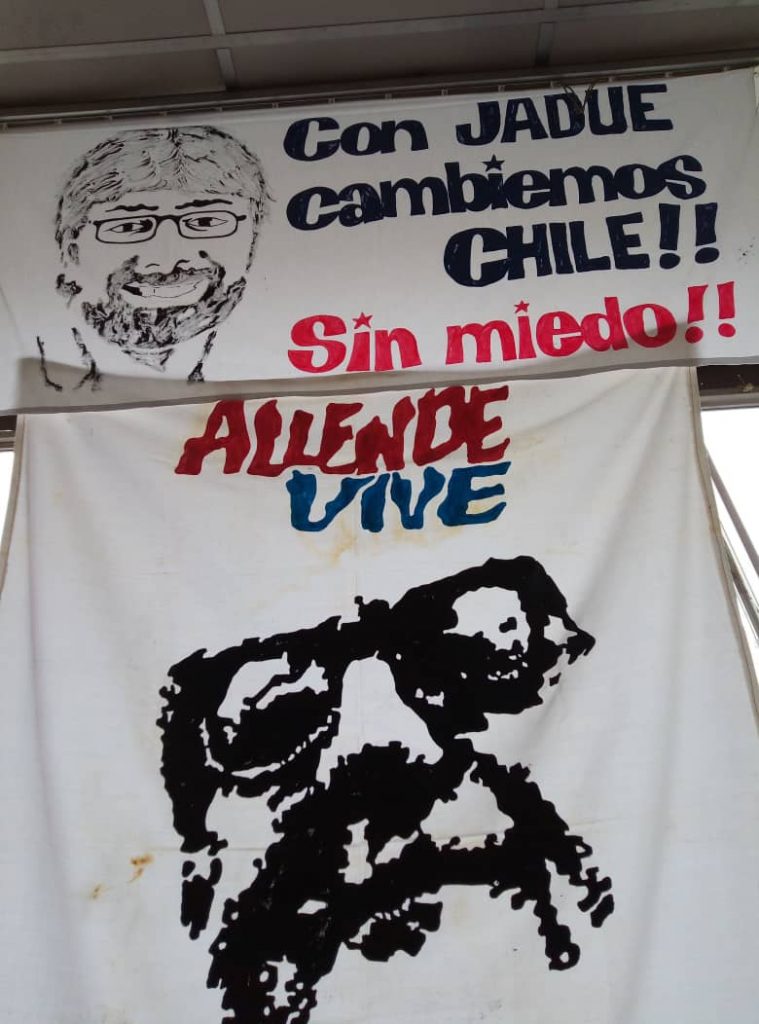 Con JADUE
cambiemos
CHILE!!
Sin miedo!!
ALLENDE
VIVE